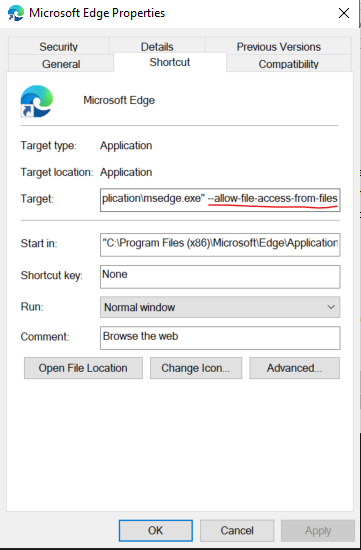 Microsoft Edge Properties
Security Details Previous Versions
General Shortcut Compatibility
Microsoft Edge
Target type: Application
Target location: Application
Target: plication\msedge.exe" --allow-file-access-from-files
Start in: "C:\Program Files (x86)\Microsoft\Edge\Application
Shortcut key: None
Run: Normal window
Comment: Browse the web
Open File Location Change Icon... Advanced...
OK Cancel Apply